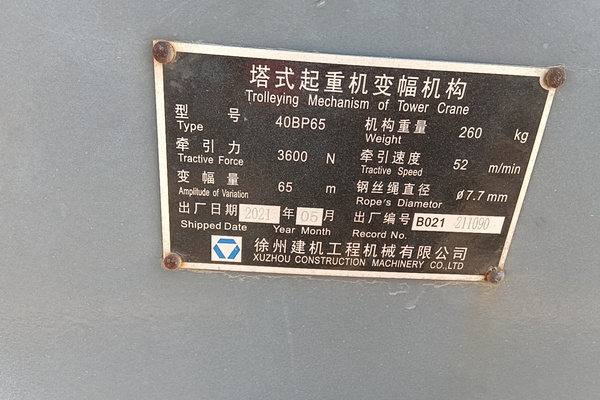 塔式起重机变幅机构
Trolleying Mechanism of Tower Crane
型 号 40BP65 机构重量 260 kg
Type Weight
牵引力 3600 N 牵引速度 52 m/min
Tractive Force Tractive Speed
变幅量 65 m 钢丝绳直径 ø7.7mm
Amplitude of Variation Rope's Diametor
出厂日期 2021 年 05 月 出厂编号 B021 211090
Shipped Date Year Month Record No.
徐州建机工程机械有限公司
XUZHOU CONSTRUCTION MACHINERY CO.,LTD